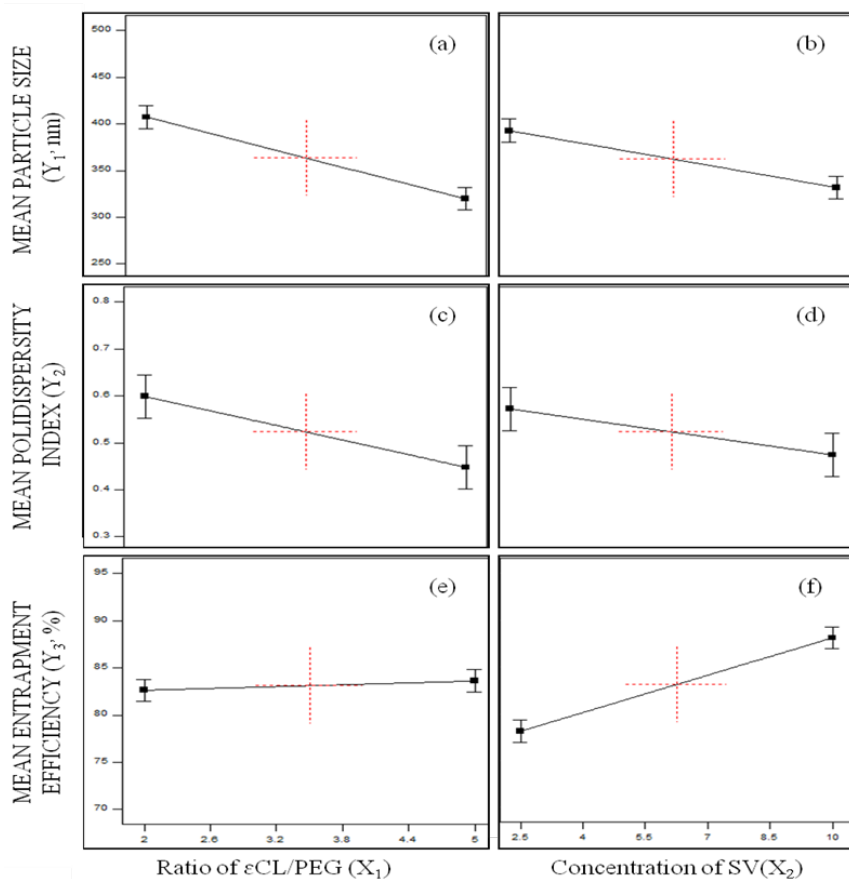 MEAN PARTICLE SIZE
(Y₁, nm)
500
450
400
350
300
250
(a)
(b)
MEAN POLIDISPERSITY
INDEX (Y₂)
0.8
0.7
0.6
0.5
0.4
0.3
(c)
(d)
MEAN ENTRAPMENT
EFFICIENCY (Y₃, %)
95
90
85
80
75
70
(e)
(f)
2 2.6 3.2 3.8 4.4 5
2.5 4 5.5 7 8.5 10
Ratio of εCL/PEG (X₁)
Concentration of SV(X₂)